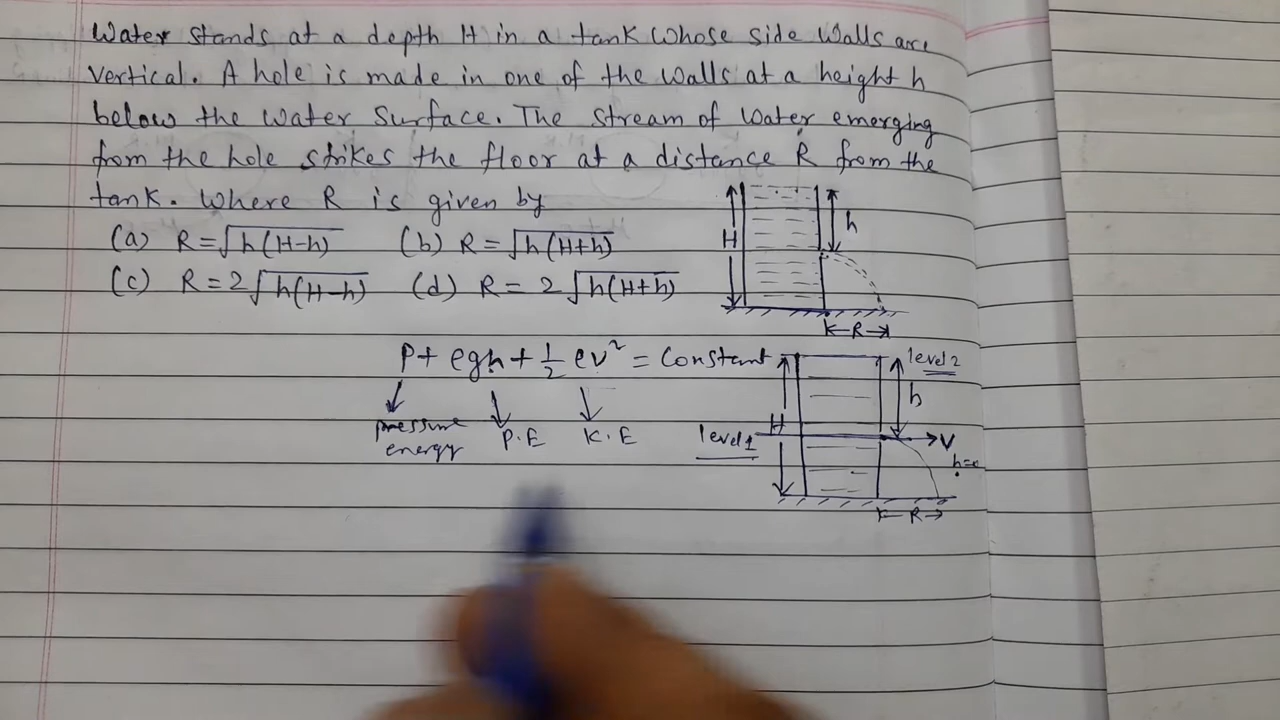 Water stands at a depth H in a tank whose side walls are
vertical. A hole is made in one of the walls at a height h
below the water surface. The stream of water emerging
from the hole strikes the floor at a distance R from the
tank. Where R is given by
(a) R=√h(H-h) (b) R=√h(H+h)
(c) R=2√h(H-h) (d) R= 2√h(H+h)
H
h
R
P+ ρgh + 1/2 ρv² = Constant
pressure energy
P.E
K.E
level 2
h
H
level 1
V
h=0
R